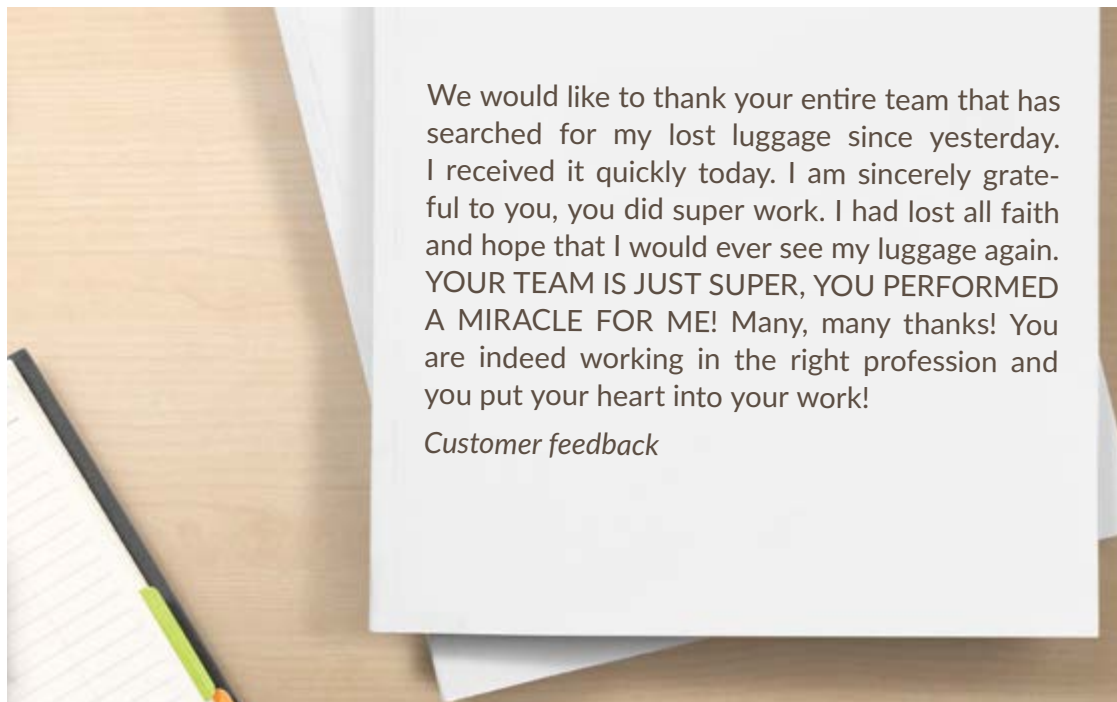 We would like to thank your entire team that has
searched for my lost luggage since yesterday.
I received it quickly today. I am sincerely grate-
ful to you, you did super work. I had lost all faith
and hope that I would ever see my luggage again.
YOUR TEAM IS JUST SUPER, YOU PERFORMED
A MIRACLE FOR ME! Many, many thanks! You
are indeed working in the right profession and
you put your heart into your work!
Customer feedback